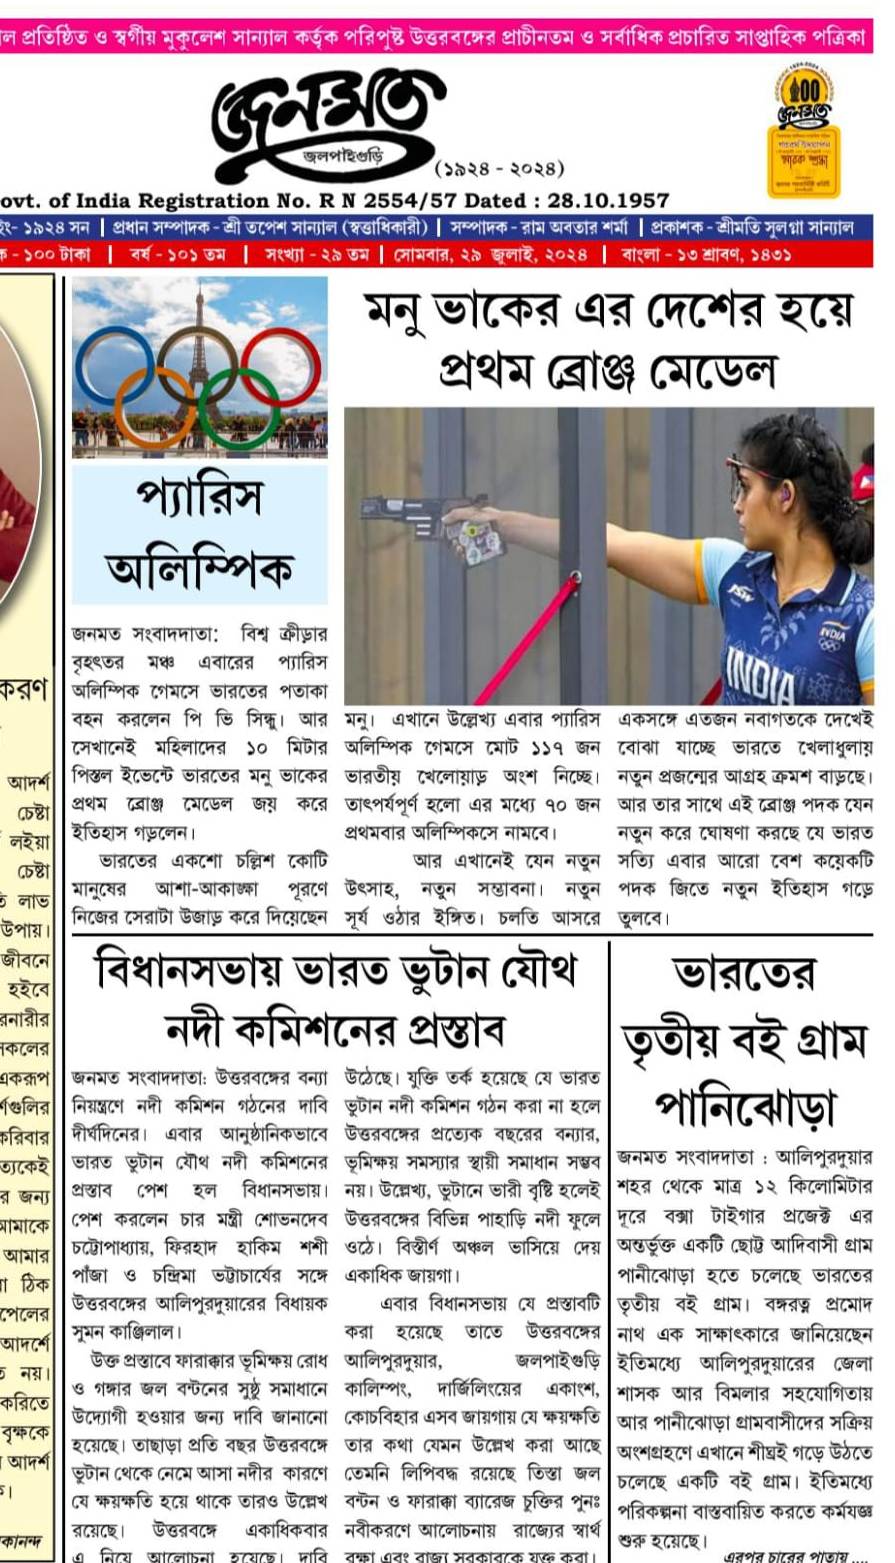 প্রতিষ্ঠিত ও স্বর্গীয় মুকুলেশ সান্যাল কর্তৃক পরিপুষ্ট উত্তরবঙ্গের প্রাচীনতম ও সর্বাধিক প্রচারিত সাপ্তাহিক পত্রিকা
জনমত
জলপাইগুড়ি
(১৯২৪ - ২০২৪)
100
জনমত
ovt. of India Registration No. R N 2554/57 Dated : 28.10.1957
ইং- ১৯২৪ সন | প্রধান সম্পাদক - শ্রী তপেশ সান্যাল (স্বত্তাধিকারী) | সম্পাদক - রাম অবতার শর্মা | প্রকাশক - শ্রীমতি সুলগ্না সান্যাল
ক - ১০০ টাকা | বর্ষ - ১০১ তম | সংখ্যা - ২৯ তম | সোমবার, ২৯ জুলাই, ২০২৪ | বাংলা - ১৩ শ্রাবণ, ১৪৩১
করণ
আদর্শ
চেষ্টা
লইয়া
চেষ্টা
লাভ
উপায়।
জীবনে
হইবে
রনারীর
সকলের
একরূপ
র্শগুলির
করিবার
ত্যেকেই
র জন্য
আমাকে
আমার
ঠিক
পেলের
আদর্শে
নয়।
করিতে
বৃক্ষকে
আদর্শ
ক।
কানন্দ
প্যারিস
অলিম্পিক
জনমত সংবাদদাতা: বিশ্ব ক্রীড়ার
বৃহৎতর মঞ্চ এবারের প্যারিস
অলিম্পিক গেমসে ভারতের পতাকা
বহন করলেন পি ভি সিন্ধু। আর
সেখানেই মহিলাদের ১০ মিটার
পিস্তল ইভেন্টে ভারতের মনু ভাকের
প্রথম ব্রোঞ্জ মেডেল জয় করে
ইতিহাস গড়লেন।
ভারতের একশো চল্লিশ কোটি
মানুষের আশা-আকাঙ্ক্ষা পূরণে
নিজের সেরাটা উজাড় করে দিয়েছেন
মনু ভাকের এর দেশের হয়ে
প্রথম ব্রোঞ্জ মেডেল
JSW
INDIA
INDIA
মনু। এখানে উল্লেখ্য এবার প্যারিস
অলিম্পিক গেমসে মোট ১১৭ জন
ভারতীয় খেলোয়াড় অংশ নিচ্ছে।
তাৎপর্যপূর্ণ হলো এর মধ্যে ৭০ জন
প্রথমবার অলিম্পিকসে নামবে।
আর এখানেই যেন নতুন
উৎসাহ, নতুন সম্ভাবনা। নতুন
সূর্য ওঠার ইঙ্গিত। চলতি আসরে
একসঙ্গে এতজন নবাগতকে দেখেই
বোঝা যাচ্ছে ভারতে খেলাধুলায়
নতুন প্রজন্মের আগ্রহ ক্রমশ বাড়ছে।
আর তার সাথে এই ব্রোঞ্জ পদক যেন
নতুন করে ঘোষণা করছে যে ভারত
সত্যি এবার আরো বেশ কয়েকটি
পদক জিতে নতুন ইতিহাস গড়ে
তুলবে।
বিধানসভায় ভারত ভুটান যৌথ
নদী কমিশনের প্রস্তাব
জনমত সংবাদদাতা: উত্তরবঙ্গের বন্যা
নিয়ন্ত্রণে নদী কমিশন গঠনের দাবি
দীর্ঘদিনের। এবার আনুষ্ঠানিকভাবে
ভারত ভুটান যৌথ নদী কমিশনের
প্রস্তাব পেশ হল বিধানসভায়।
পেশ করলেন চার মন্ত্রী শোভনদেব
চট্টোপাধ্যায়, ফিরহাদ হাকিম শশী
পাঁজা ও চন্দ্রিমা ভট্টাচার্যের সঙ্গে
উত্তরবঙ্গের আলিপুরদুয়ারের বিধায়ক
সুমন কাঞ্জিলাল।
উক্ত প্রস্তাবে ফারাক্কার ভূমিক্ষয় রোধ
ও গঙ্গার জল বন্টনের সুষ্ঠু সমাধানে
উদ্যোগী হওয়ার জন্য দাবি জানানো
হয়েছে। তাছাড়া প্রতি বছর উত্তরবঙ্গে
ভুটান থেকে নেমে আসা নদীর কারণে
যে ক্ষয়ক্ষতি হয়ে থাকে তারও উল্লেখ
রয়েছে। উত্তরবঙ্গে একাধিকবার
এ নিয়ে আলোচনা হয়েছে। দাবি
উঠেছে। যুক্তি তর্ক হয়েছে যে ভারত
ভুটান নদী কমিশন গঠন করা না হলে
উত্তরবঙ্গের প্রত্যেক বছরের বন্যার,
ভূমিক্ষয় সমস্যার স্থায়ী সমাধান সম্ভব
নয়। উল্লেখ্য, ভুটানে ভারী বৃষ্টি হলেই
উত্তরবঙ্গের বিভিন্ন পাহাড়ি নদী ফুলে
ওঠে। বিস্তীর্ণ অঞ্চল ভাসিয়ে দেয়
একাধিক জায়গা।
এবার বিধানসভায় যে প্রস্তাবটি
করা হয়েছে তাতে উত্তরবঙ্গের
আলিপুরদুয়ার, জলপাইগুড়ি
কালিম্পং, দার্জিলিংয়ের একাংশ,
কোচবিহার এসব জায়গায় যে ক্ষয়ক্ষতি
তার কথা যেমন উল্লেখ করা আছে
তেমনি লিপিবদ্ধ রয়েছে তিস্তা জল
বন্টন ও ফারাক্কা ব্যারেজ চুক্তির পুনঃ
নবীকরণে আলোচনায় রাজ্যের স্বার্থ
রক্ষা এবং রাজ্য সরকারকে যুক্ত করা।
ভারতের
তৃতীয় বই গ্রাম
পানিঝোড়া
জনমত সংবাদদাতা : আলিপুরদুয়ার
শহর থেকে মাত্র ১২ কিলোমিটার
দূরে বক্সা টাইগার প্রজেক্ট এর
অন্তর্ভুক্ত একটি ছোট্ট আদিবাসী গ্রাম
পানীঝোড়া হতে চলেছে ভারতের
তৃতীয় বই গ্রাম। বঙ্গরত্ন প্রমোদ
নাথ এক সাক্ষাৎকারে জানিয়েছেন
ইতিমধ্যে আলিপুরদুয়ারের জেলা
শাসক আর বিমলার সহযোগিতায়
আর পানীঝোড়া গ্রামবাসীদের সক্রিয়
অংশগ্রহণে এখানে শীঘ্রই গড়ে উঠতে
চলেছে একটি বই গ্রাম। ইতিমধ্যে
পরিকল্পনা বাস্তবায়িত করতে কর্মযজ্ঞ
শুরু হয়েছে।
এরপর চারের পাতায় ....